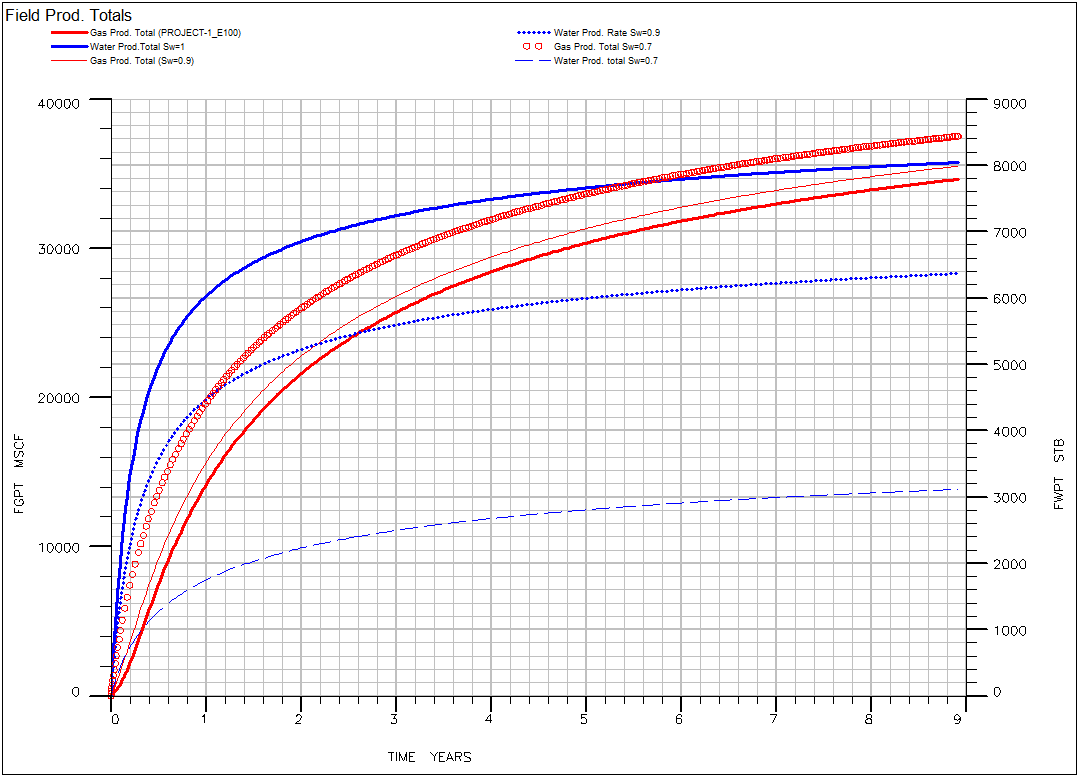 Field Prod. Totals
Gas Prod. Total (PROJECT-1_E100)
Water Prod.Total Sw=1
Gas Prod. Total (Sw=0.9)
Water Prod. Rate Sw=0.9
Gas Prod. Total Sw=0.7
Water Prod. total Sw=0.7
40000
30000
20000
10000
0
FGPT MSCF
9000
8000
7000
6000
5000
4000
3000
2000
1000
0
FWPT STB
0 1 2 3 4 5 6 7 8 9
TIME YEARS